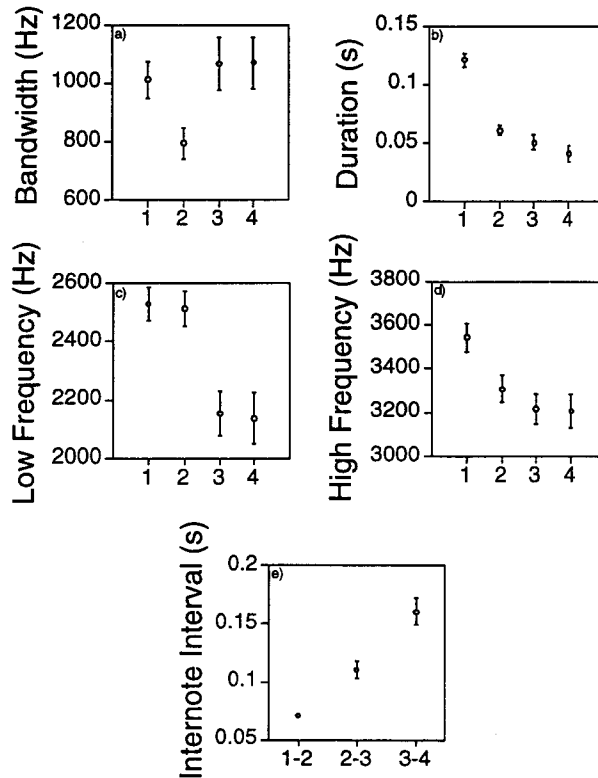 Bandwidth (Hz)
a)
1200
1000
800
600
1 2 3 4
Duration (s)
b)
0.15
0.1
0.05
0
1 2 3 4
Low Frequency (Hz)
c)
2600
2400
2200
2000
1 2 3 4
High Frequency (Hz)
d)
3800
3600
3400
3200
3000
1 2 3 4
Internote Interval (s)
e)
0.2
0.15
0.1
0.05
1-2 2-3 3-4